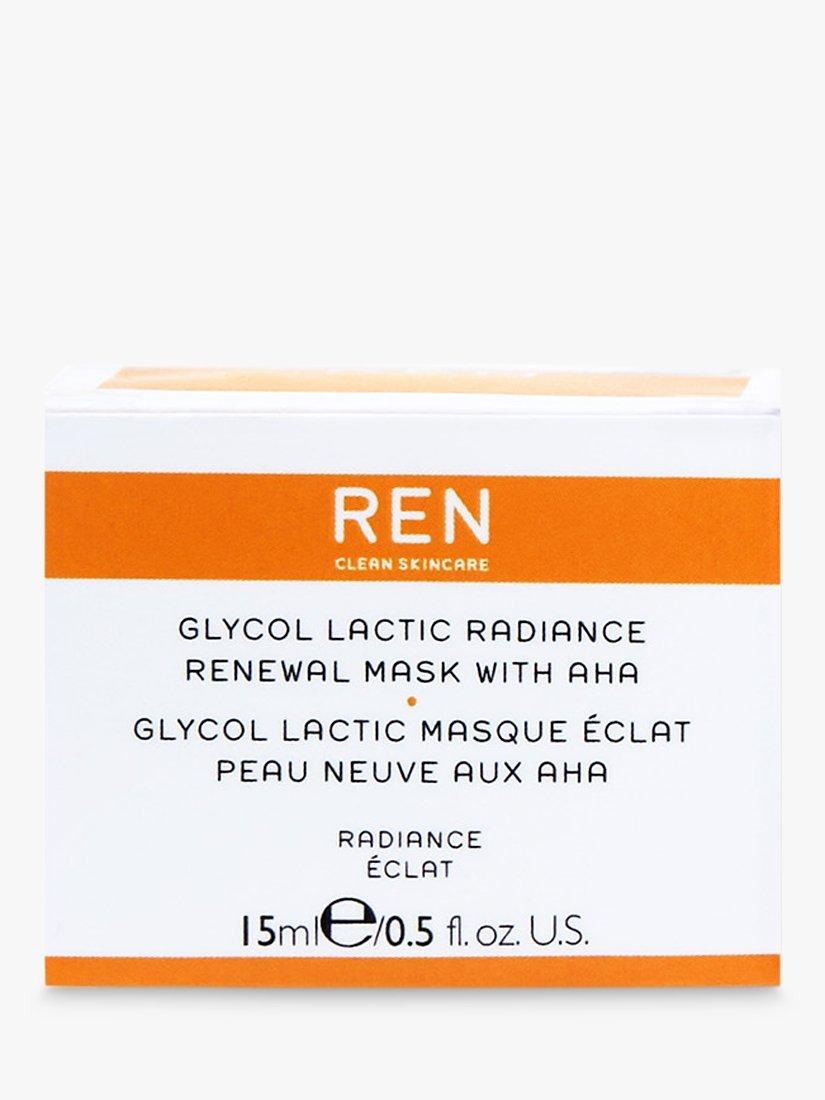 REN
CLEAN SKINCARE
GLYCOL LACTIC RADIANCE
RENEWAL MASK WITH AHA
GLYCOL LACTIC MASQUE ÉCLAT
PEAU NEUVE AUX AHA
RADIANCE
ÉCLAT
15ml℮/0.5 fl. oz. U.S.